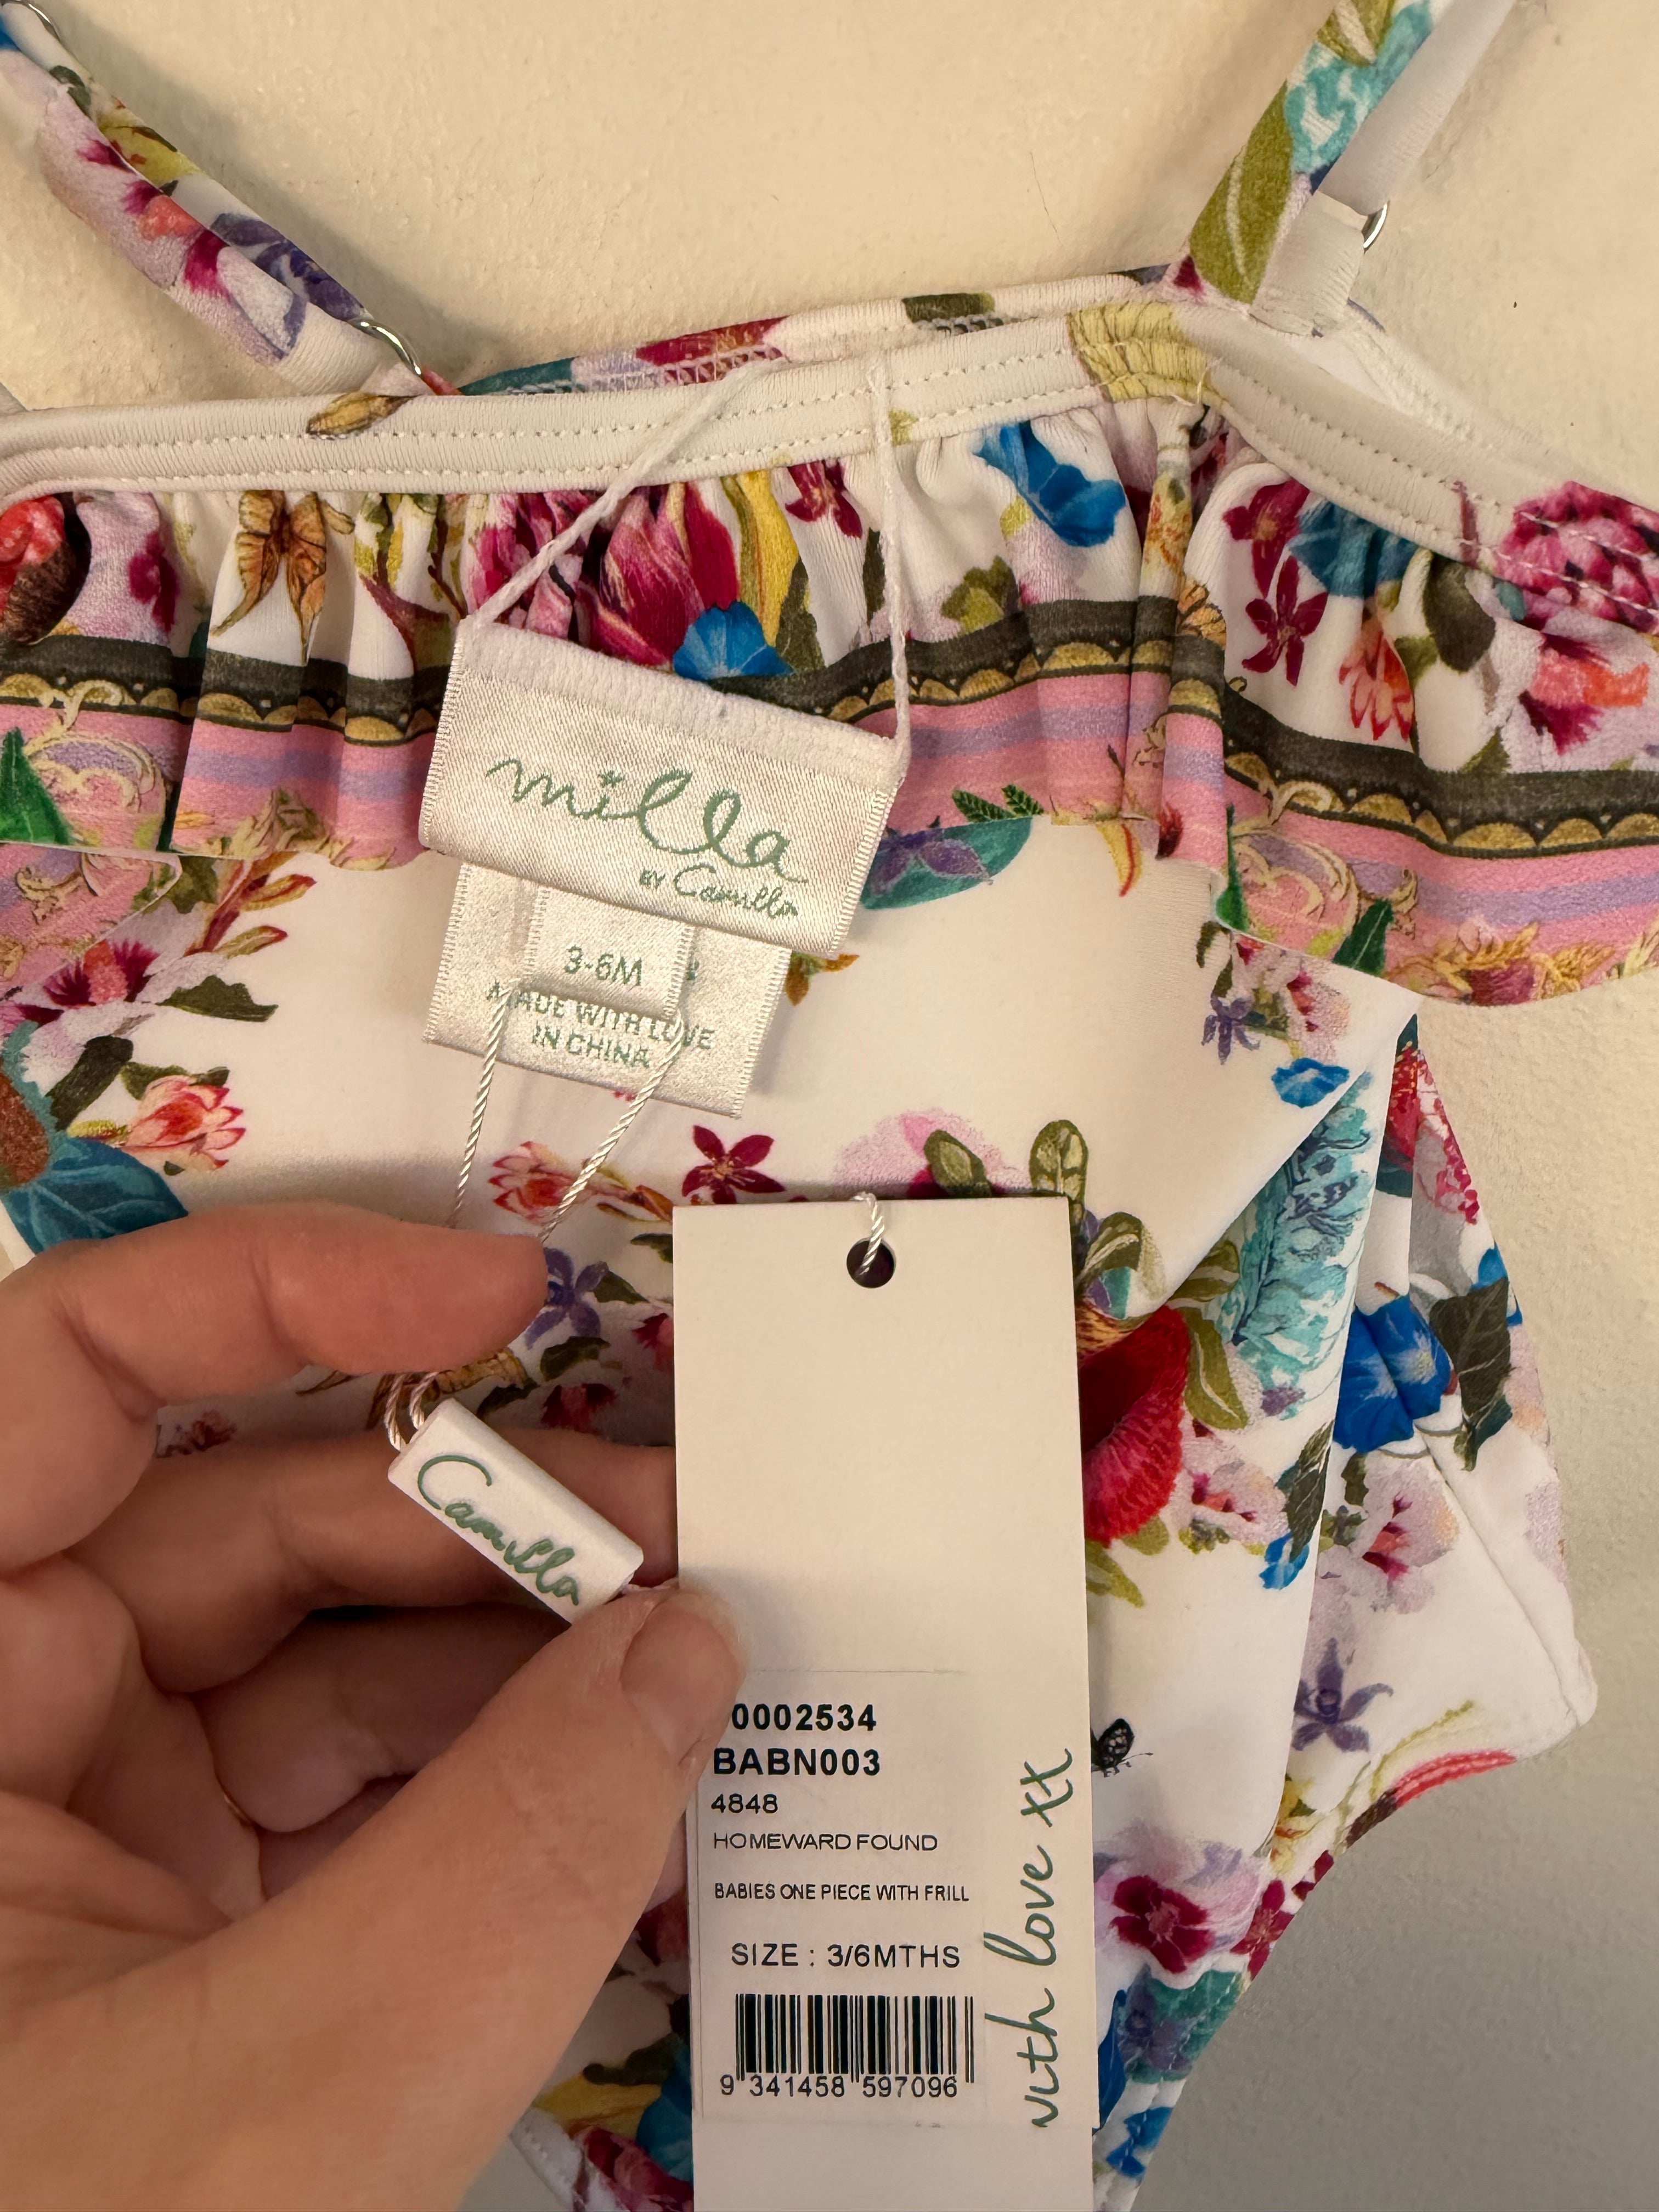 milla
BY Camilla
3-6M
MADE WITH LOVE
IN CHINA
Camilla
0002534
BABN003
4848
HOMEWARD FOUND
BABIES ONE PIECE WITH FRILL
SIZE : 3/6MTHS
9 341458 597096
with love xx